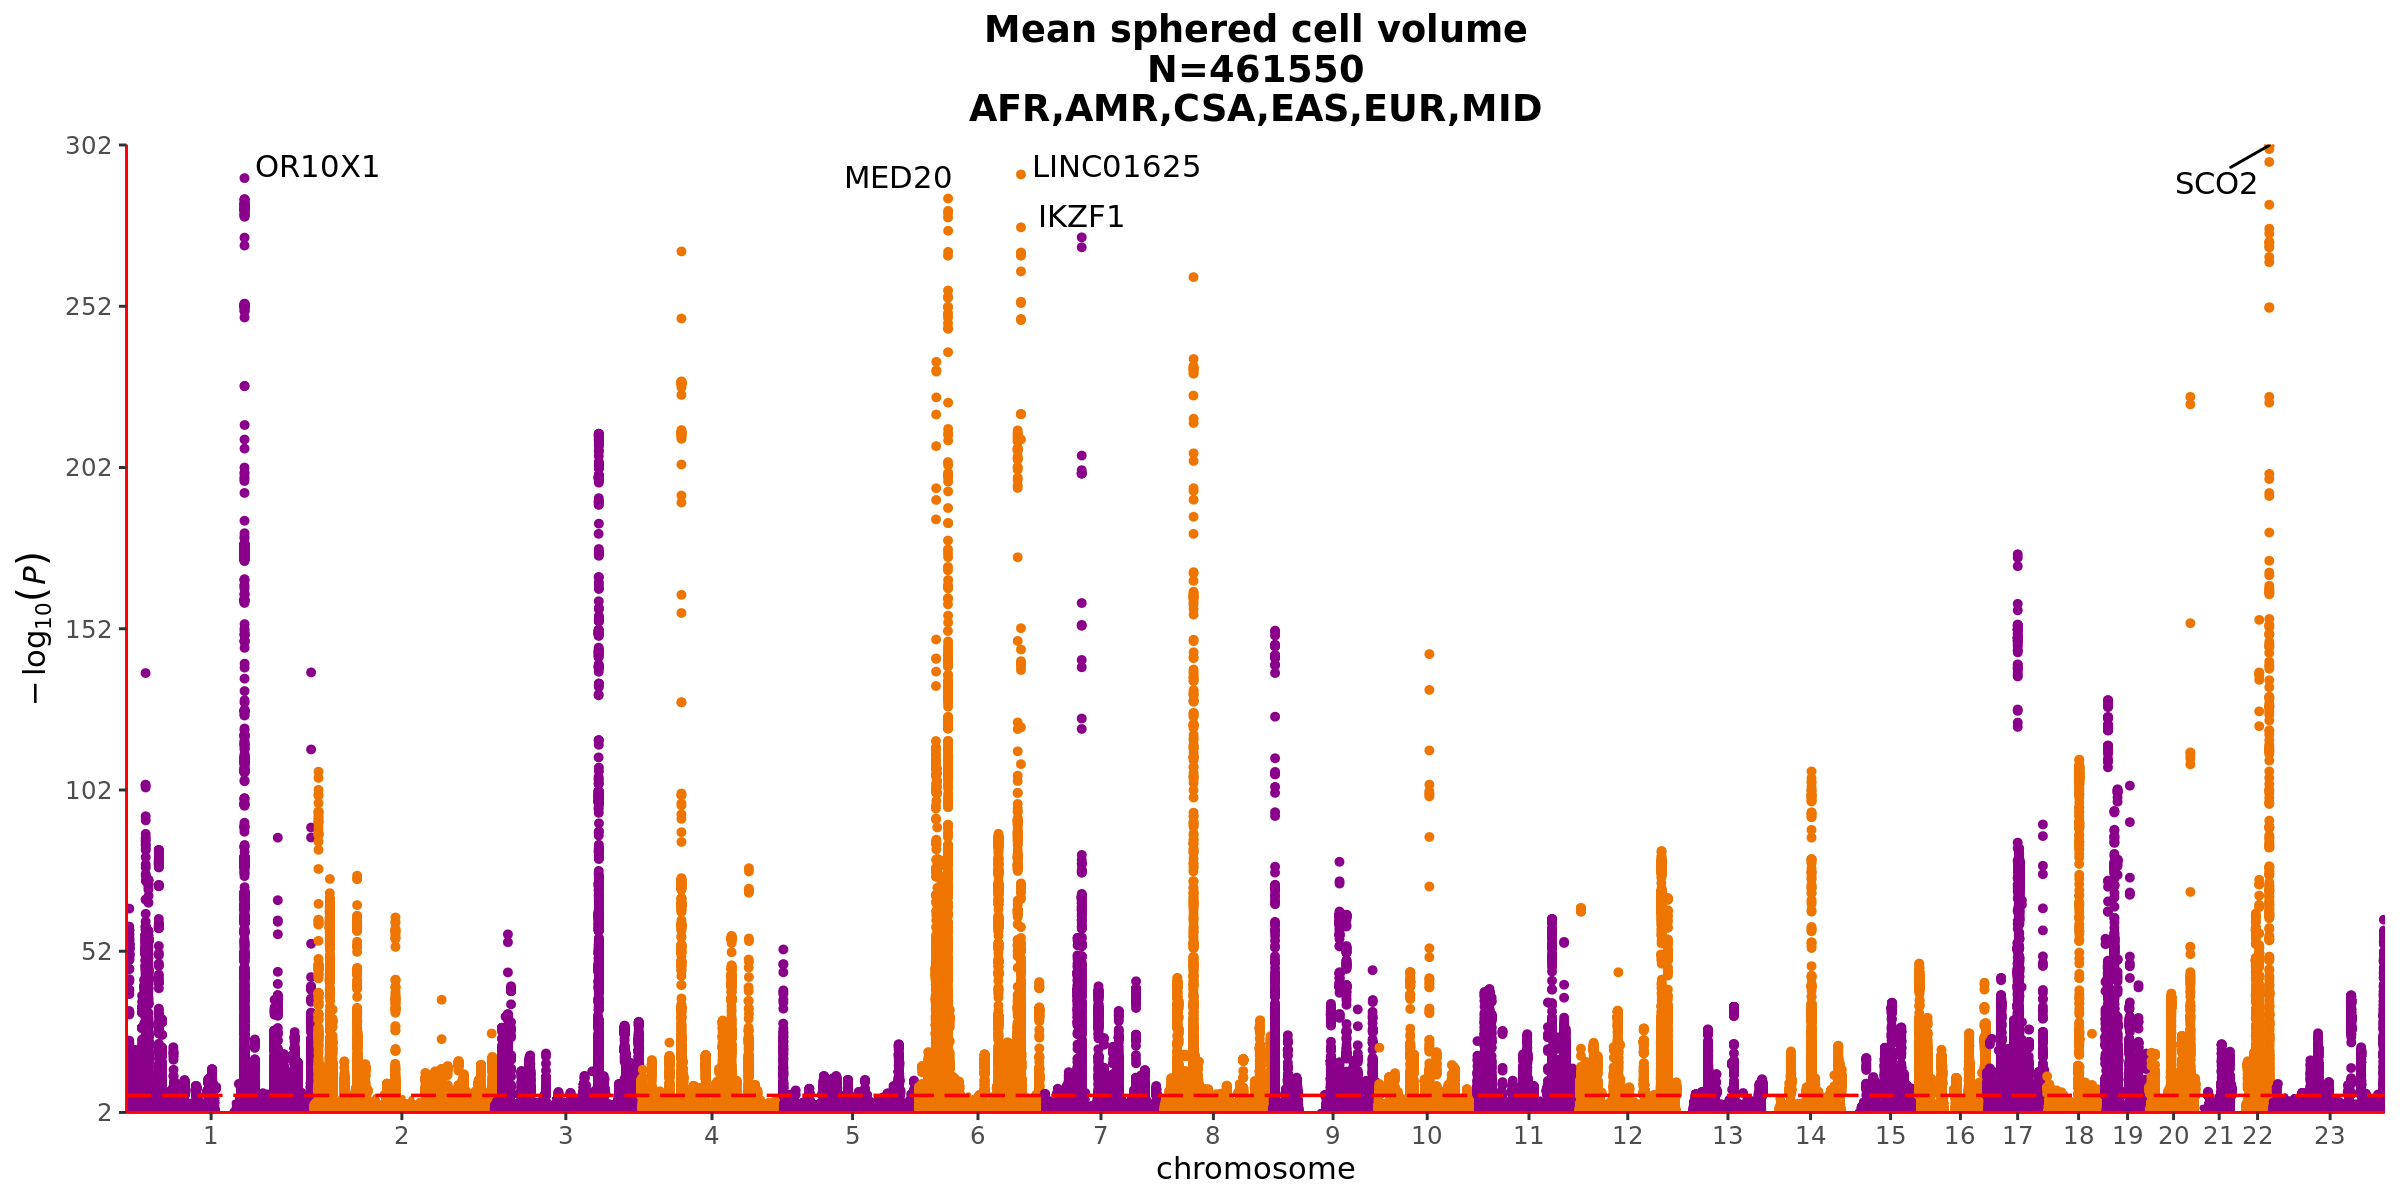 Mean sphered cell volume
N=461550
AFR,AMR,CSA,EAS,EUR,MID
302
252
202
152
102
52
2
−log10(P)
OR10X1
MED20
LINC01625
IKZF1
SCO2
1 2 3 4 5 6 7 8 9 10 11 12 13 14 15 16 17 18 19 20 21 22 23
chromosome